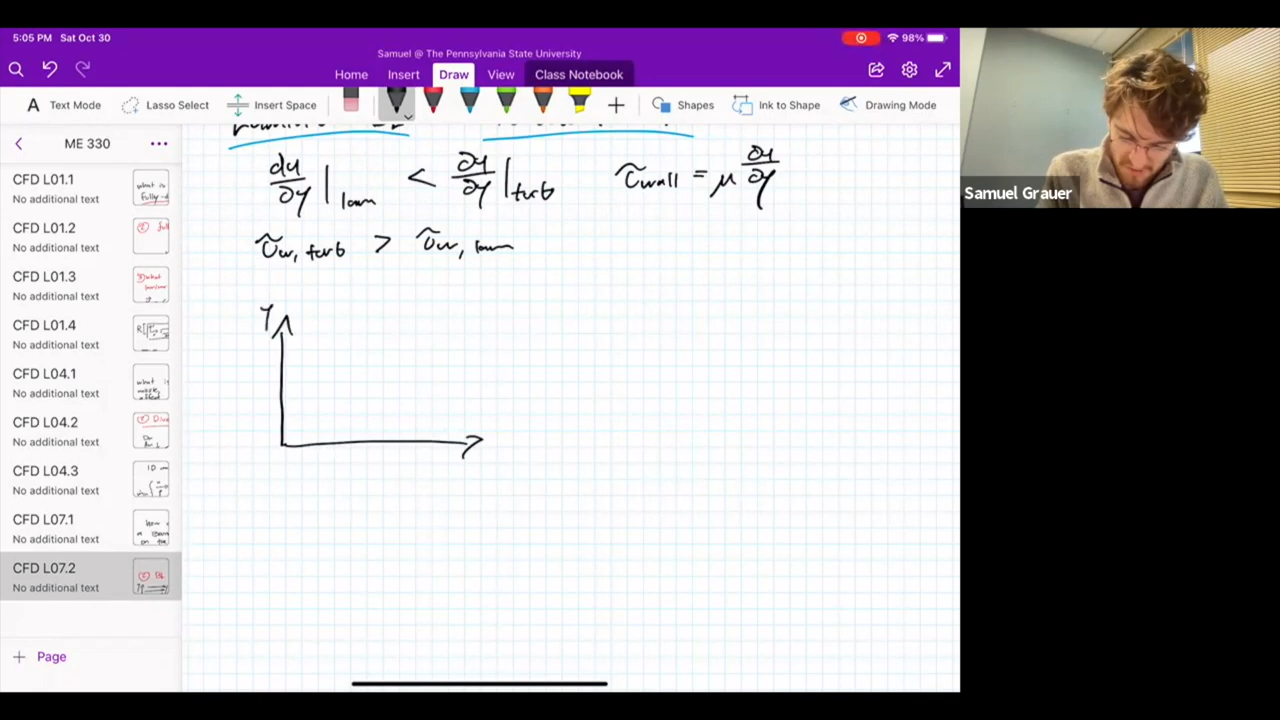 5:05 PM Sat Oct 30
98%
Samuel @ The Pennsylvania State University
Home Insert Draw View Class Notebook
A Text Mode Lasso Select Insert Space Shapes Ink to Shape Drawing Mode
ME 330
CFD L01.1
No additional text
CFD L01.2
No additional text
CFD L01.3
No additional text
CFD L01.4
No additional text
CFD L04.1
No additional text
CFD L04.2
No additional text
CFD L04.3
No additional text
CFD L07.1
No additional text
CFD L07.2
No additional text
Page
∂u/∂y |lam < ∂u/∂y |turb τwall = μ ∂u/∂y
τw, turb > τw, lam
Y
Samuel Grauer